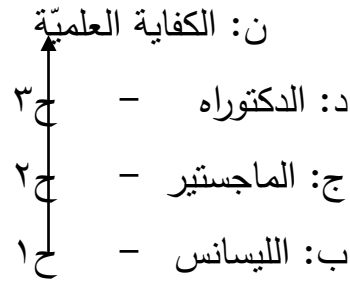 ن: الكفاية العلميّة
د: الدكتوراه – ح٣
ج: الماجستير – ح٢
ب: الليسانس – ح١